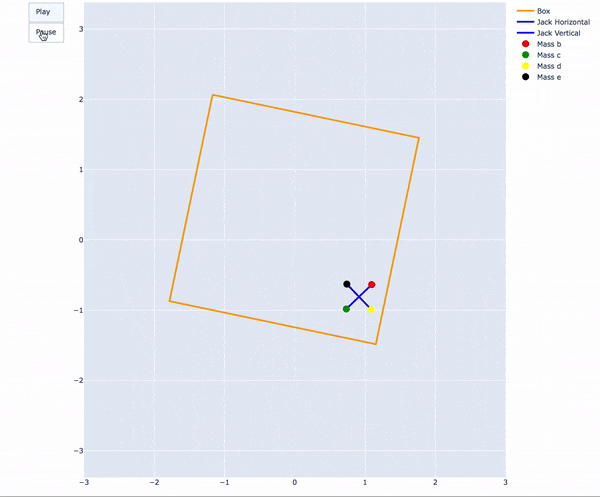 Play
Pause
Box
Jack Horizontal
Jack Vertical
Mass b
Mass c
Mass d
Mass e
3
2
1
0
−1
−2
−3
−3 −2 −1 0 1 2 3